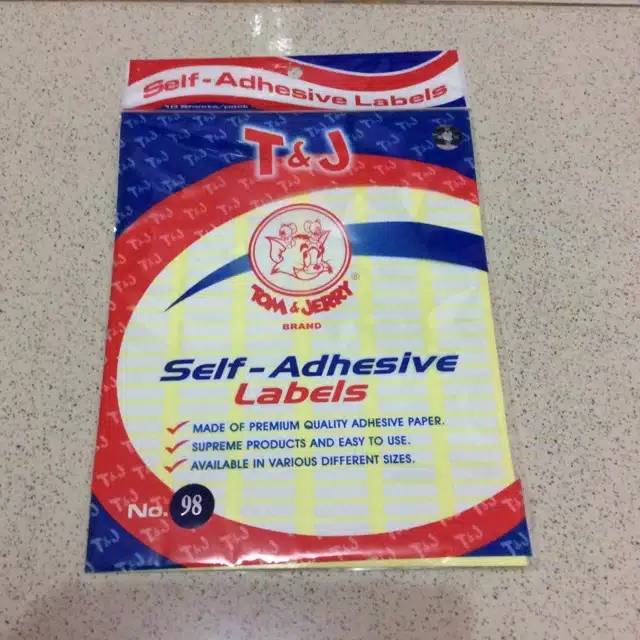 Self-Adhesive Labels
10 Sheets/pack
T&J
TOM & JERRY®
BRAND
Self-Adhesive
Labels
MADE OF PREMIUM QUALITY ADHESIVE PAPER.
SUPREME PRODUCTS AND EASY TO USE.
AVAILABLE IN VARIOUS DIFFERENT SIZES.
No. 98